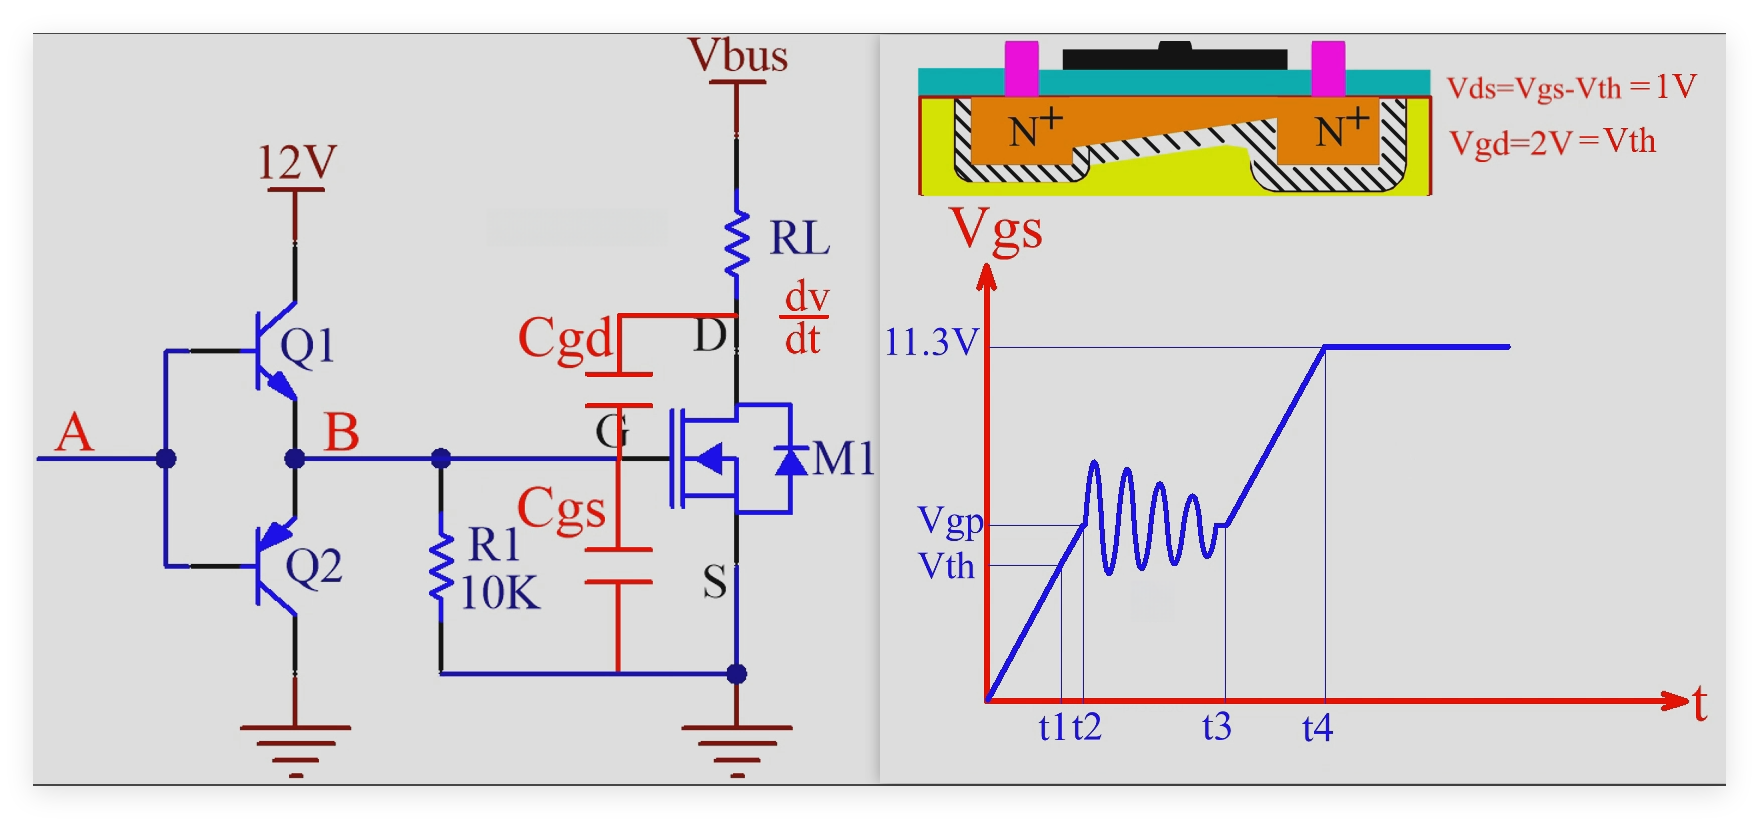 Vbus
12V
RL
dv
dt
Cgd
D
Q1
A
B
G
M1
Cgs
R1
10K
Q2
S
N+
N+
Vds=Vgs-Vth=1V
Vgd=2V=Vth
Vgs
11.3V
Vgp
Vth
t
t1
t2
t3
t4